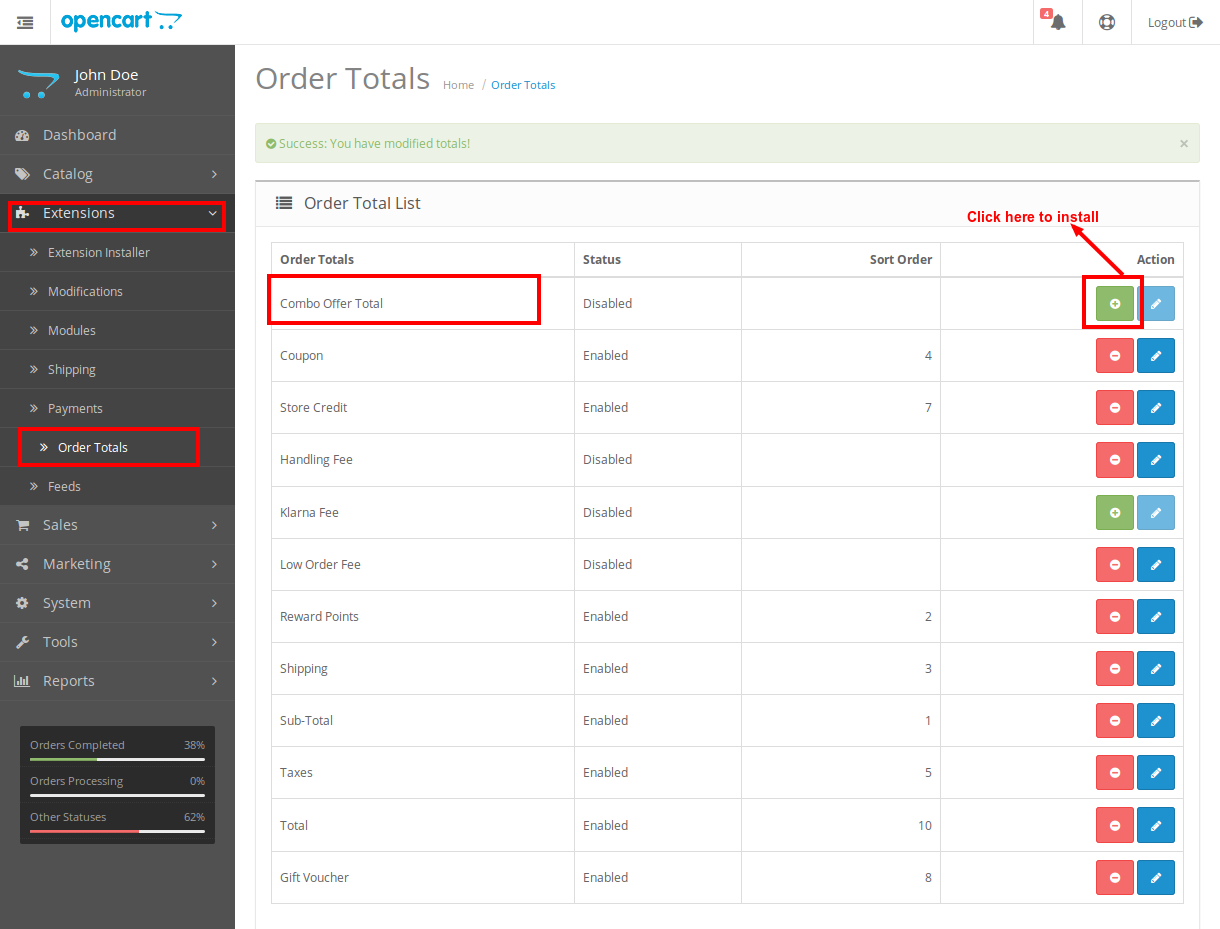 opencart
4
Logout
John Doe
Administrator
Dashboard
Catalog
Extensions
Extension Installer
Modifications
Modules
Shipping
Payments
Order Totals
Feeds
Sales
Marketing
System
Tools
Reports
Orders Completed 38%
Orders Processing 0%
Other Statuses 62%
Order Totals Home / Order Totals
Success: You have modified totals! ×
Order Total List
Click here to install
Order Totals Status Sort Order Action
Combo Offer Total Disabled
Coupon Enabled 4
Store Credit Enabled 7
Handling Fee Disabled
Klarna Fee Disabled
Low Order Fee Disabled
Reward Points Enabled 2
Shipping Enabled 3
Sub-Total Enabled 1
Taxes Enabled 5
Total Enabled 10
Gift Voucher Enabled 8